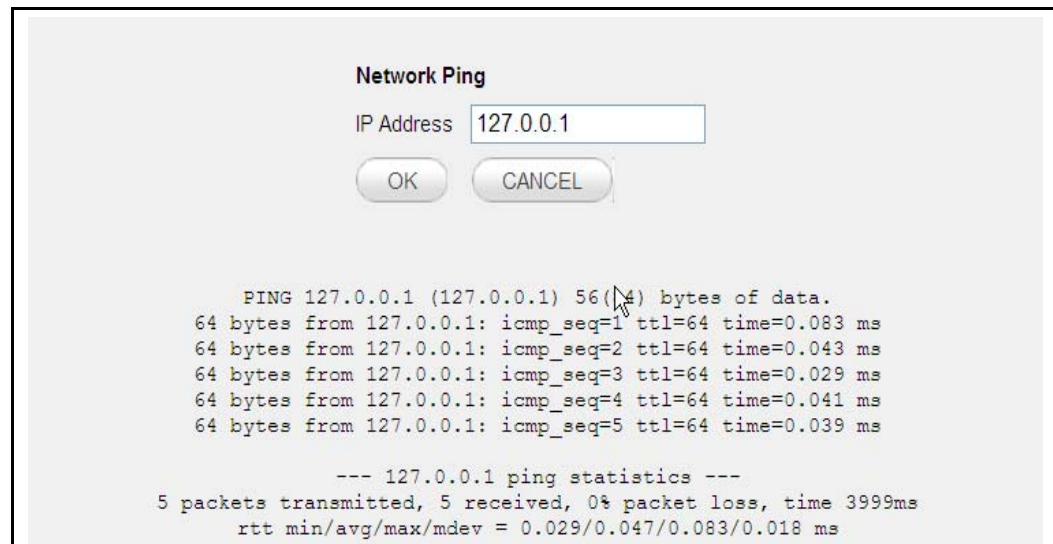 Network Ping
IP Address 127.0.0.1
OK CANCEL
PING 127.0.0.1 (127.0.0.1) 56( 4) bytes of data.
64 bytes from 127.0.0.1: icmp_seq=1 ttl=64 time=0.083 ms
64 bytes from 127.0.0.1: icmp_seq=2 ttl=64 time=0.043 ms
64 bytes from 127.0.0.1: icmp_seq=3 ttl=64 time=0.029 ms
64 bytes from 127.0.0.1: icmp_seq=4 ttl=64 time=0.041 ms
64 bytes from 127.0.0.1: icmp_seq=5 ttl=64 time=0.039 ms
--- 127.0.0.1 ping statistics ---
5 packets transmitted, 5 received, 0% packet loss, time 3999ms
rtt min/avg/max/mdev = 0.029/0.047/0.083/0.018 ms